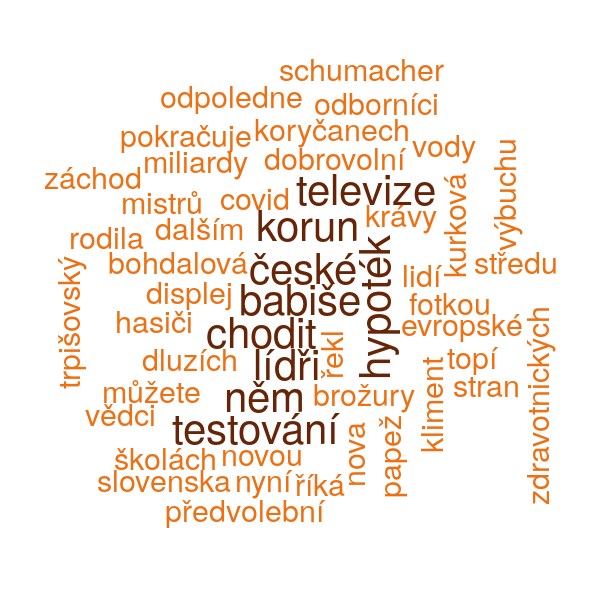 schumacher
odpoledne
odborníci
pokračuje
koryčanech
vody
miliardy
dobrovolní
výbuchu
záchod
televize
mistrů
covid
krávy
kurková
korun
dalším
rodila
hypoték
bohdalová
české
lidí
středu
displej
babiše
fotkou
trpišovský
hasiči
chodit
evropské
řekl
dluzích
lídři
topí
stran
můžete
něm
brožury
kliment
zdravotnických
vědci
testování
nova
papež
školách
novou
slovenska
nyní
říká
předvolební